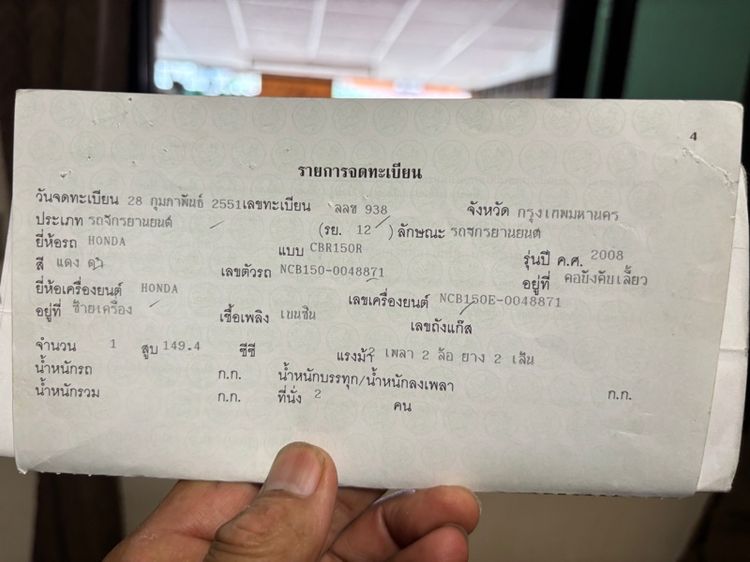 4
รายการจดทะเบียน
วันจดทะเบียน 28 กุมภาพันธ์ 2551 เลขทะเบียน ลลช 938 จังหวัด กรุงเทพมหานคร
ประเภท รถจักรยานยนต์ (รย. 12 ) ลักษณะ รถจักรยานยนต์
ยี่ห้อรถ HONDA แบบ CBR150R รุ่นปี ค.ศ. 2008
สี แดง ดำ เลขตัวรถ NCB150-0048871 อยู่ที่ คอบังคับเลี้ยว
ยี่ห้อเครื่องยนต์ HONDA เลขเครื่องยนต์ NCB150E-0048871
อยู่ที่ ซ้ายเครื่อง เชื้อเพลิง เบนซิน เลขถังแก๊ส
จำนวน 1 สูบ 149.4 ซีซี แรงม้า 2 เพลา 2 ล้อ ยาง 2 เส้น
น้ำหนักรถ ก.ก. น้ำหนักบรรทุก/น้ำหนักลงเพลา ก.ก.
น้ำหนักรวม ก.ก. ที่นั่ง 2 คน